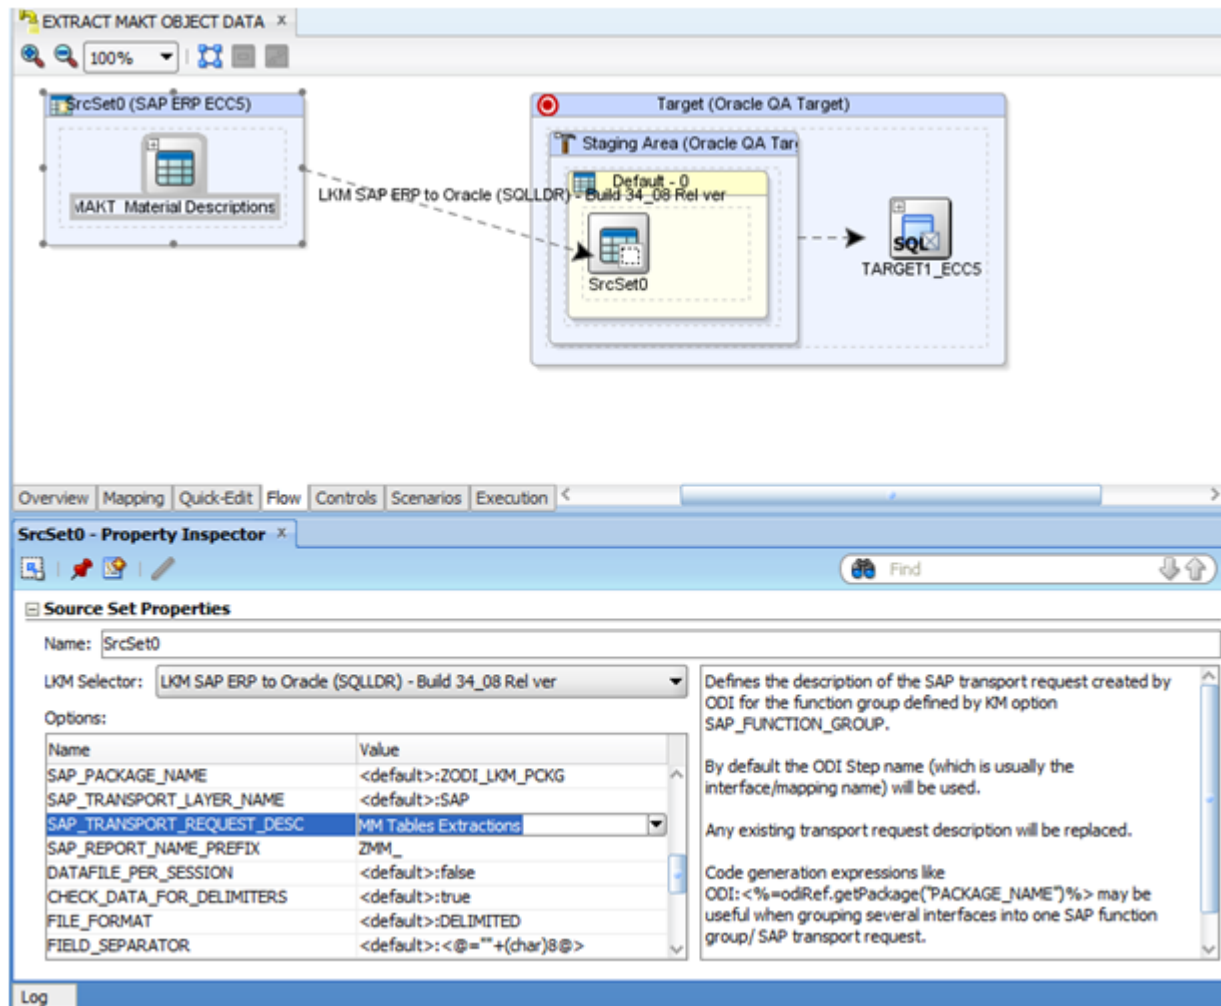 EXTRACT MAKT OBJECT DATA
100%
SrcSet0 (SAP ERP ECC5)
Target (Oracle QA Target)
Staging Area (Oracle QA Tar
Default - 0
MAKT Material Descriptions
LKM SAP ERP to Oracle (SQLLDR) - Build 34_08 Rel ver
SQL
SrcSet0
TARGET1_ECC5
Overview Mapping Quick-Edit Flow Controls Scenarios Execution
SrcSet0 - Property Inspector
Find
Source Set Properties
Name: SrcSet0
LKM Selector: LKM SAP ERP to Oracle (SQLLDR) - Build 34_08 Rel ver
Options:
Name Value
SAP_PACKAGE_NAME <default>:ZODI_LKM_PCKG
SAP_TRANSPORT_LAYER_NAME <default>:SAP
SAP_TRANSPORT_REQUEST_DESC MM Tables Extractions
SAP_REPORT_NAME_PREFIX ZMM_
DATAFILE_PER_SESSION <default>:false
CHECK_DATA_FOR_DELIMITERS <default>:true
FILE_FORMAT <default>:DELIMITED
FIELD_SEPARATOR <default>:<@=""+(char)8@>
Defines the description of the SAP transport request created by
ODI for the function group defined by KM option
SAP_FUNCTION_GROUP.
By default the ODI Step name (which is usually the
interface/mapping name) will be used.
Any existing transport request description will be replaced.
Code generation expressions like
ODI:<%=odiRef.getPackage("PACKAGE_NAME")%> may be
useful when grouping several interfaces into one SAP function
group/ SAP transport request.
Log